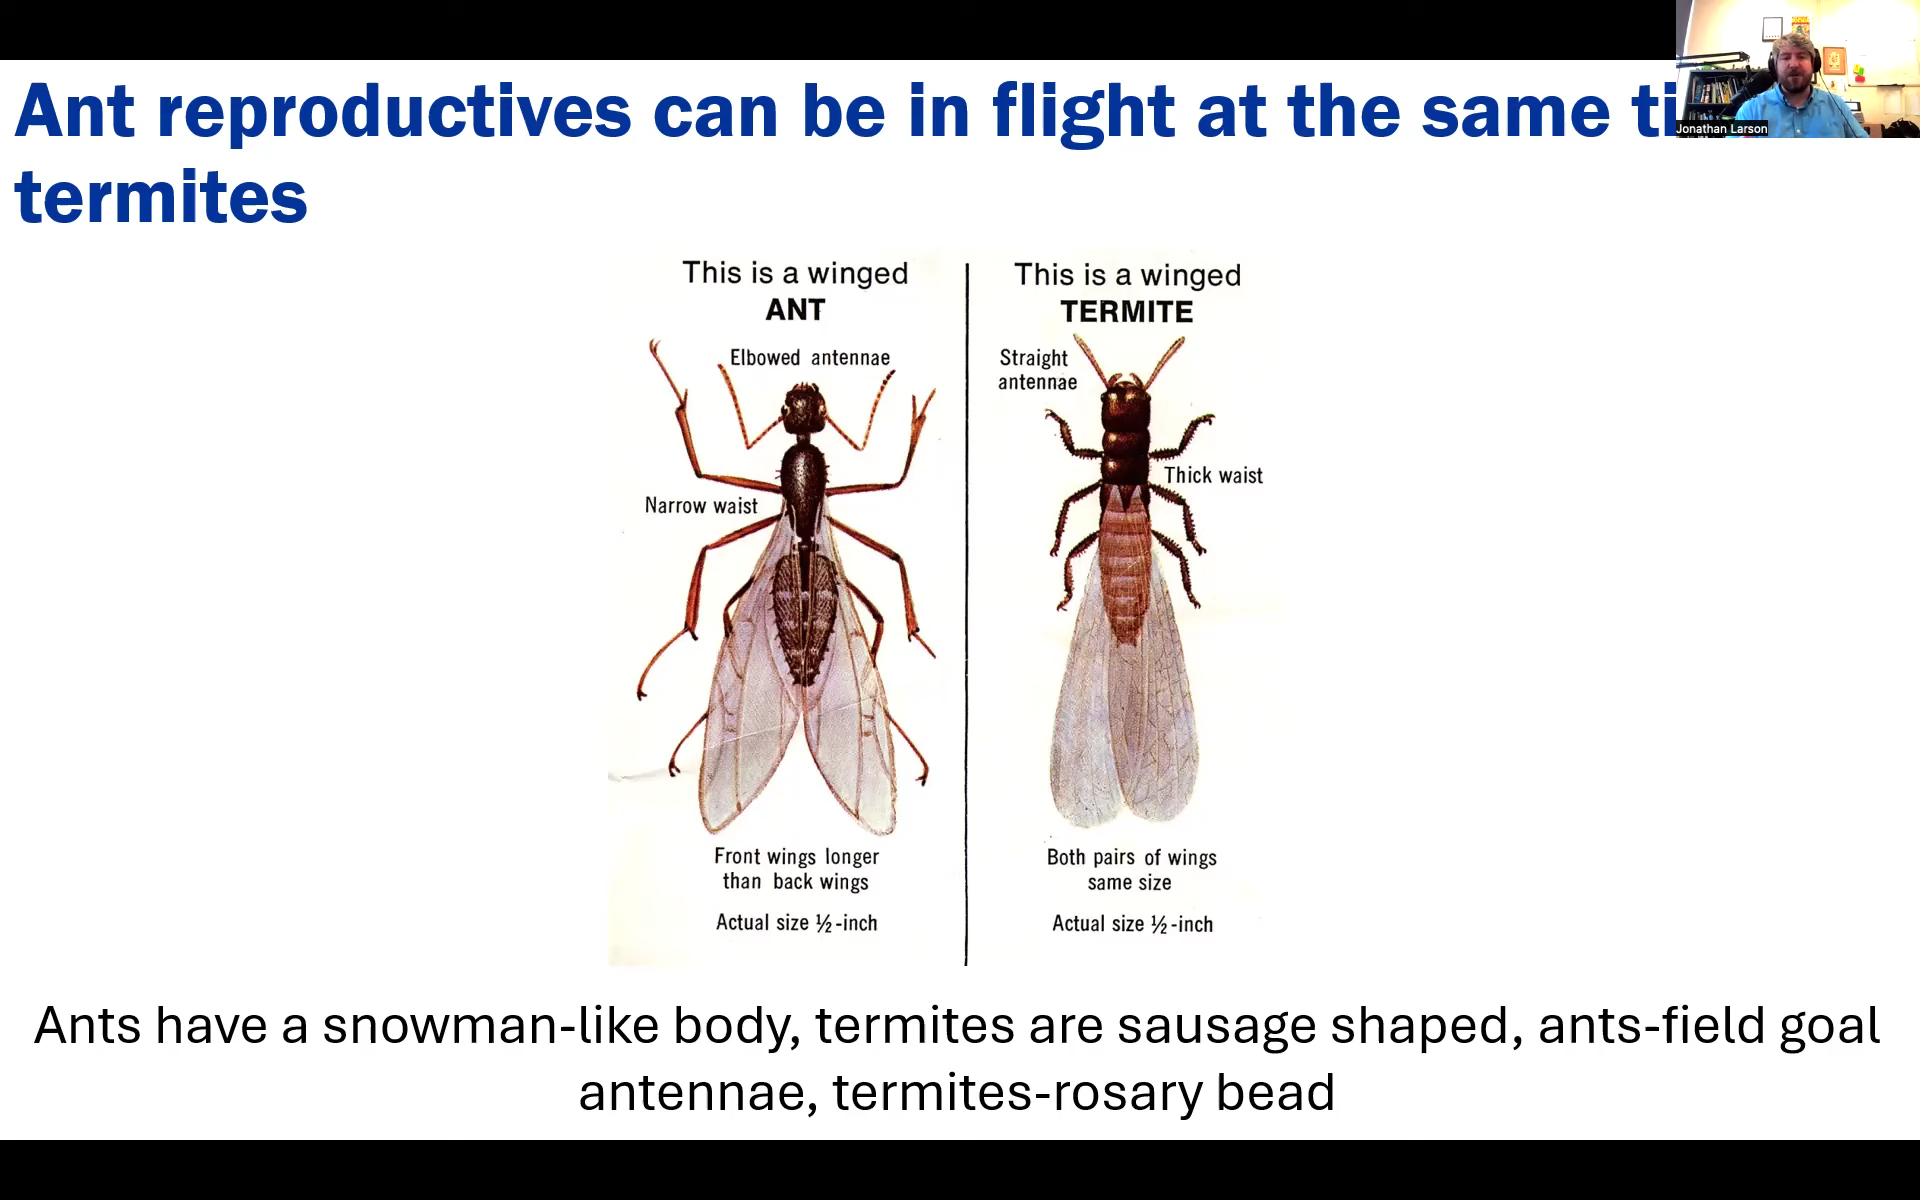 Ant reproductives can be in flight at the same
termites
Jonathan Larson
This is a winged
ANT
Elbowed antennae
Narrow waist
Front wings longer
than back wings
Actual size ½-inch
This is a winged
TERMITE
Straight
antennae
Thick waist
Both pairs of wings
same size
Actual size ½-inch
Ants have a snowman-like body, termites are sausage shaped, ants-field goal
antennae, termites-rosary bead